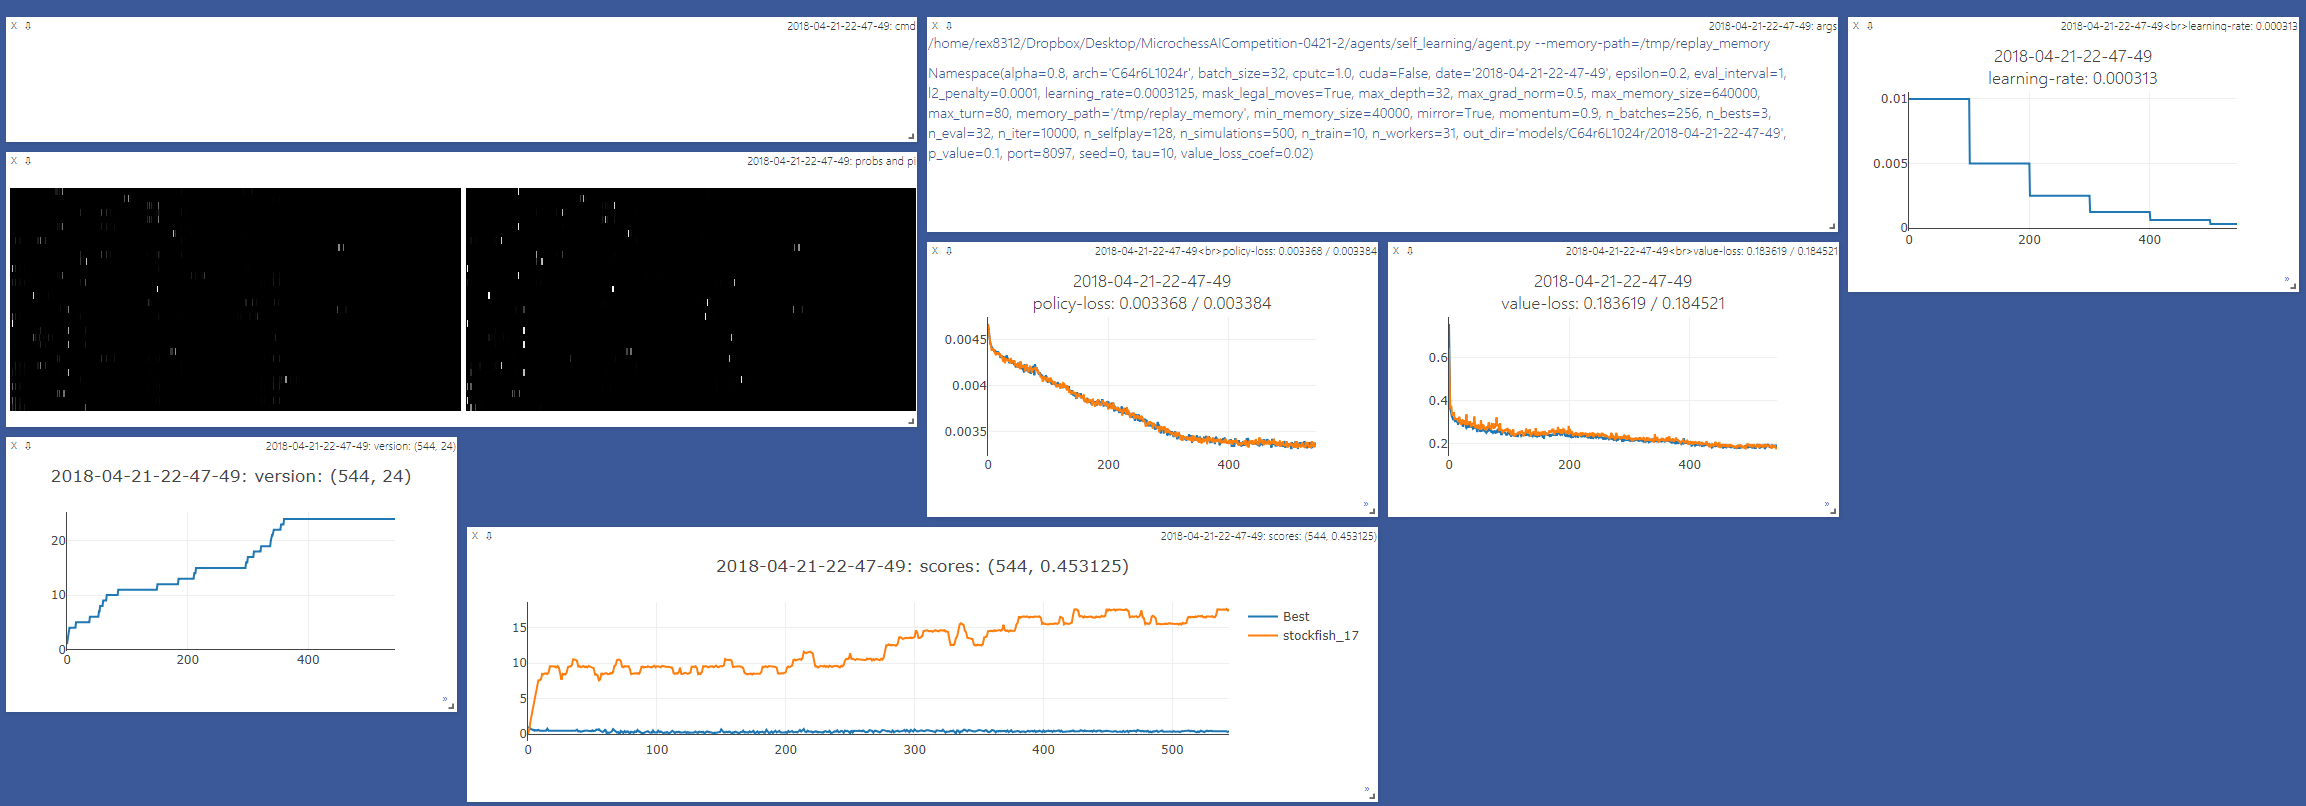 X ⇩ 2018-04-21-22-47-49: cmd
X ⇩ 2018-04-21-22-47-49: args
/home/rex8312/Dropbox/Desktop/MicrochessAICompetition-0421-2/agents/self_learning/agent.py --memory-path=/tmp/replay_memory
Namespace(alpha=0.8, arch='C64r6L1024r', batch_size=32, cputc=1.0, cuda=False, date='2018-04-21-22-47-49', epsilon=0.2, eval_interval=1,
l2_penalty=0.0001, learning_rate=0.0003125, mask_legal_moves=True, max_depth=32, max_grad_norm=0.5, max_memory_size=640000,
max_turn=80, memory_path='/tmp/replay_memory', min_memory_size=40000, mirror=True, momentum=0.9, n_batches=256, n_bests=3,
n_eval=32, n_iter=10000, n_selfplay=128, n_simulations=500, n_train=10, n_workers=31, out_dir='models/C64r6L1024r/2018-04-21-22-47-49',
p_value=0.1, port=8097, seed=0, tau=10, value_loss_coef=0.02)
X ⇩ 2018-04-21-22-47-49<br>learning-rate: 0.000313
2018-04-21-22-47-49
learning-rate: 0.000313
0.01
0.005
0
0 200 400
»
X ⇩ 2018-04-21-22-47-49: probs and pi
X ⇩ 2018-04-21-22-47-49<br>policy-loss: 0.003368 / 0.003384
2018-04-21-22-47-49
policy-loss: 0.003368 / 0.003384
0.0045
0.004
0.0035
0 200 400
»
X ⇩ 2018-04-21-22-47-49<br>value-loss: 0.183619 / 0.184521
2018-04-21-22-47-49
value-loss: 0.183619 / 0.184521
0.6
0.4
0.2
0 200 400
»
X ⇩ 2018-04-21-22-47-49: version: (544, 24)
2018-04-21-22-47-49: version: (544, 24)
20
10
0
0 200 400
»
X ⇩ 2018-04-21-22-47-49: scores: (544, 0.453125)
2018-04-21-22-47-49: scores: (544, 0.453125)
15
10
5
0
0 100 200 300 400 500
Best
stockfish_17
»